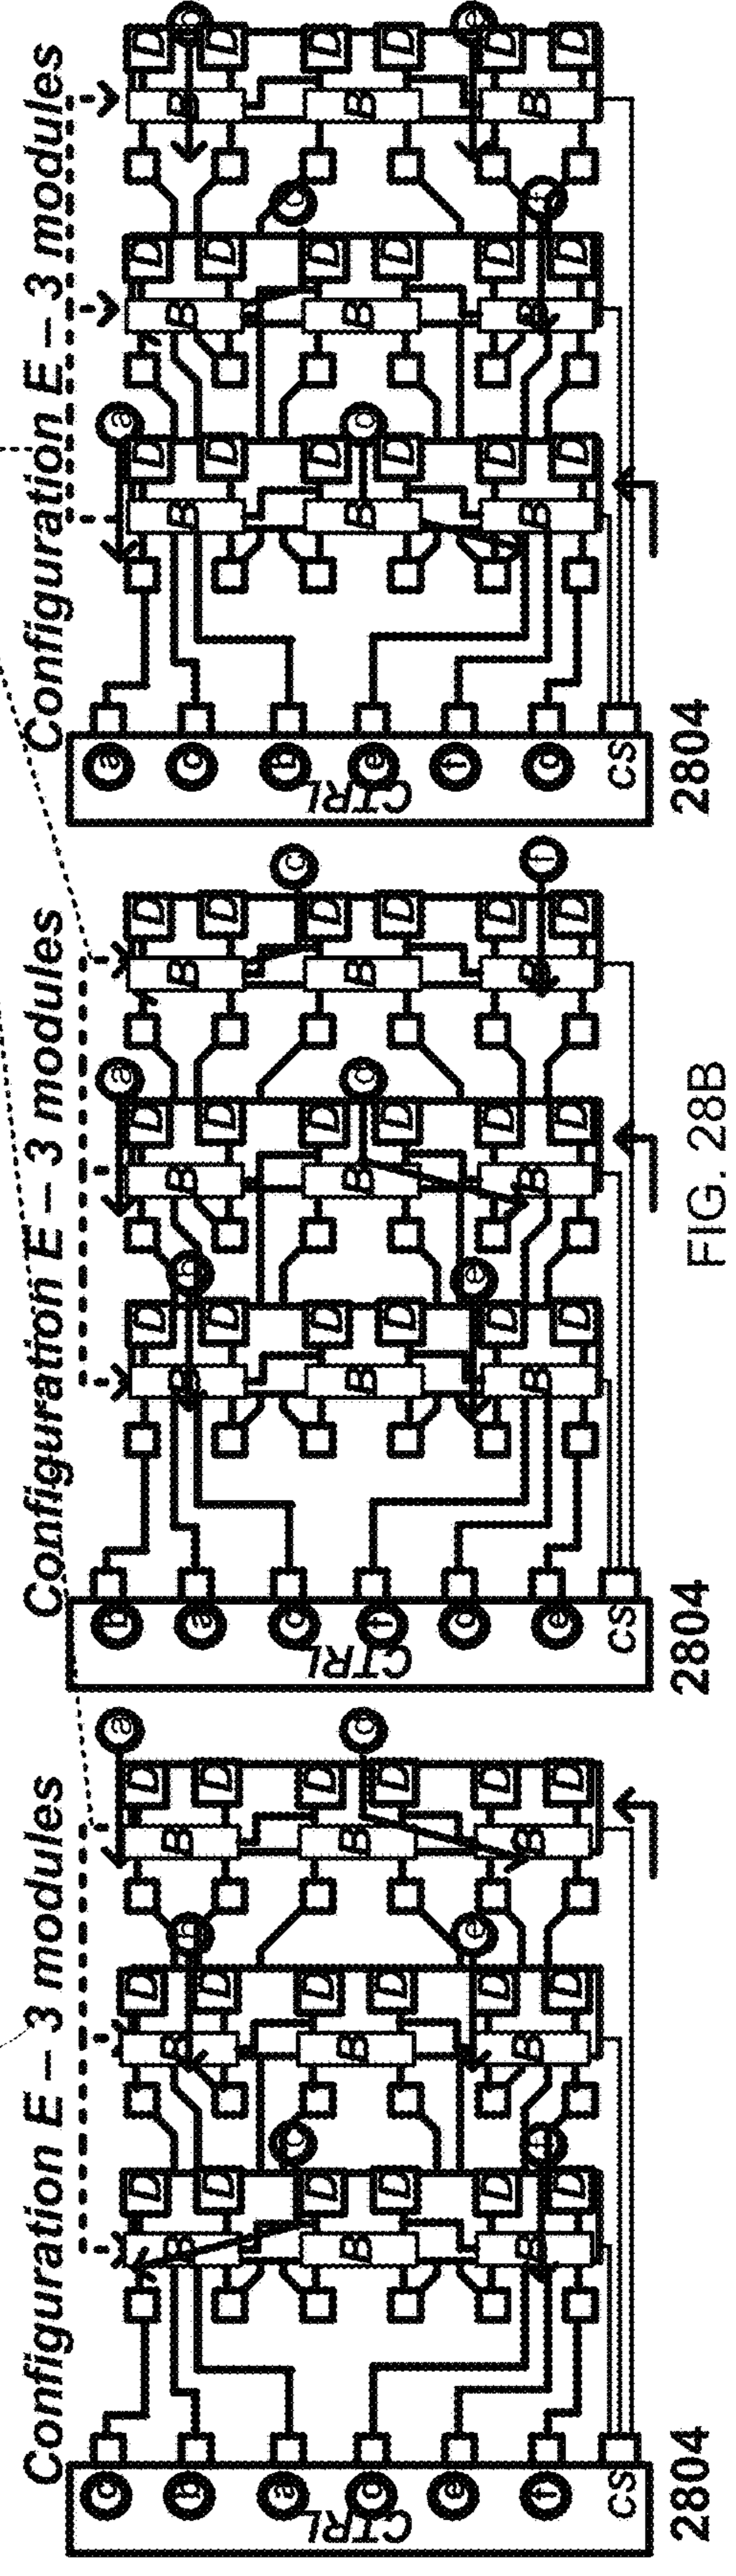 Configuration E – 3 modules
c b a d e f
CTRL
CS
c f
D D D D D D
B B B
b e
D D D D D D
B B B
a d
D D D D D D
B B B
2804
Configuration E – 3 modules
b a c f d e
CTRL
CS
b e
D D D D D D
B B B
a d
D D D D D D
B B B
c f
D D D D D D
B B B
2804
Configuration E – 3 modules
a c b e f d
CTRL
CS
a d
D D D D D D
B B B
c f
D D D D D D
B B B
b e
D D D D D D
B B B
2804
FIG. 28B